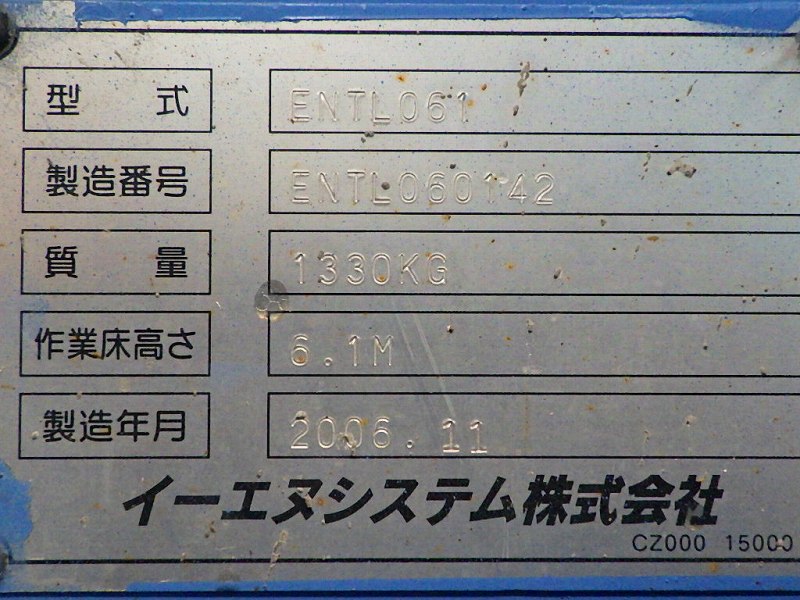 型 式 ENTL061
製造番号 ENTL060142
質 量 1330KG
作業床高さ 6.1M
製造年月 2006.11
イーエヌシステム株式会社
CZ000 15000